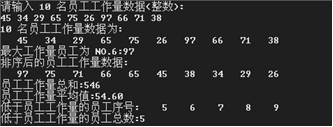 请输入 10 名员工工作量数据(整数):
45 34 29 65 75 26 97 66 71 38
10 名员工工作量数据为:
45 34 29 65 75 26 97 66 71 38
最大工作量员工为 NO.6:97
排序后的员工工作量数据:
97 75 71 66 65 45 38 34 29 26
员工工作量总和:546
员工工作量平均值:54.60
低于员工工作量的员工序号: 5 6 7 8 9
低于员工工作量的员工总数:5